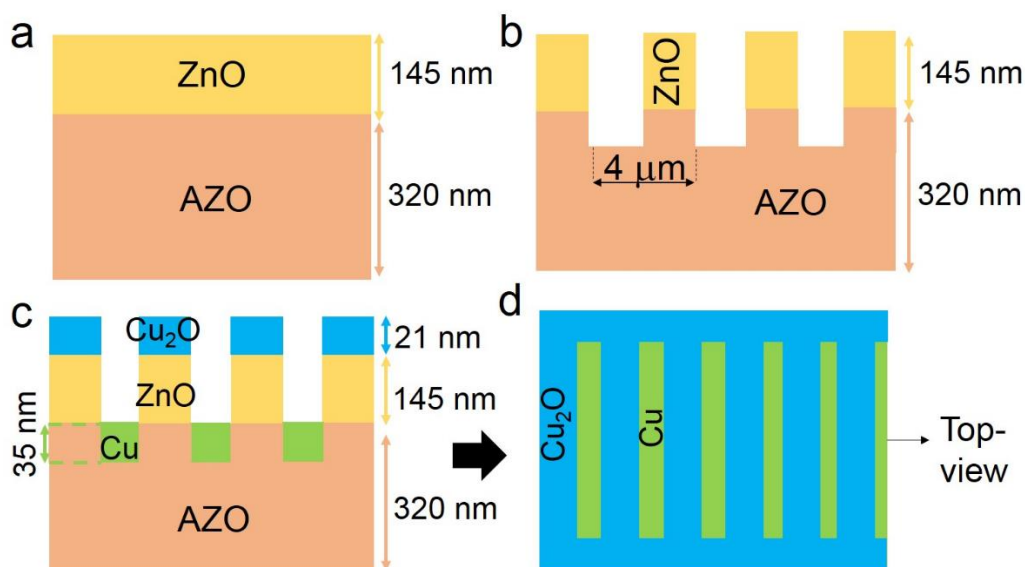 a
ZnO
145 nm
AZO
320 nm
b
ZnO
145 nm
4 μm
AZO
320 nm
c
Cu₂O
21 nm
ZnO
145 nm
35 nm
Cu
AZO
320 nm
d
Cu₂O
Cu
Top-
view